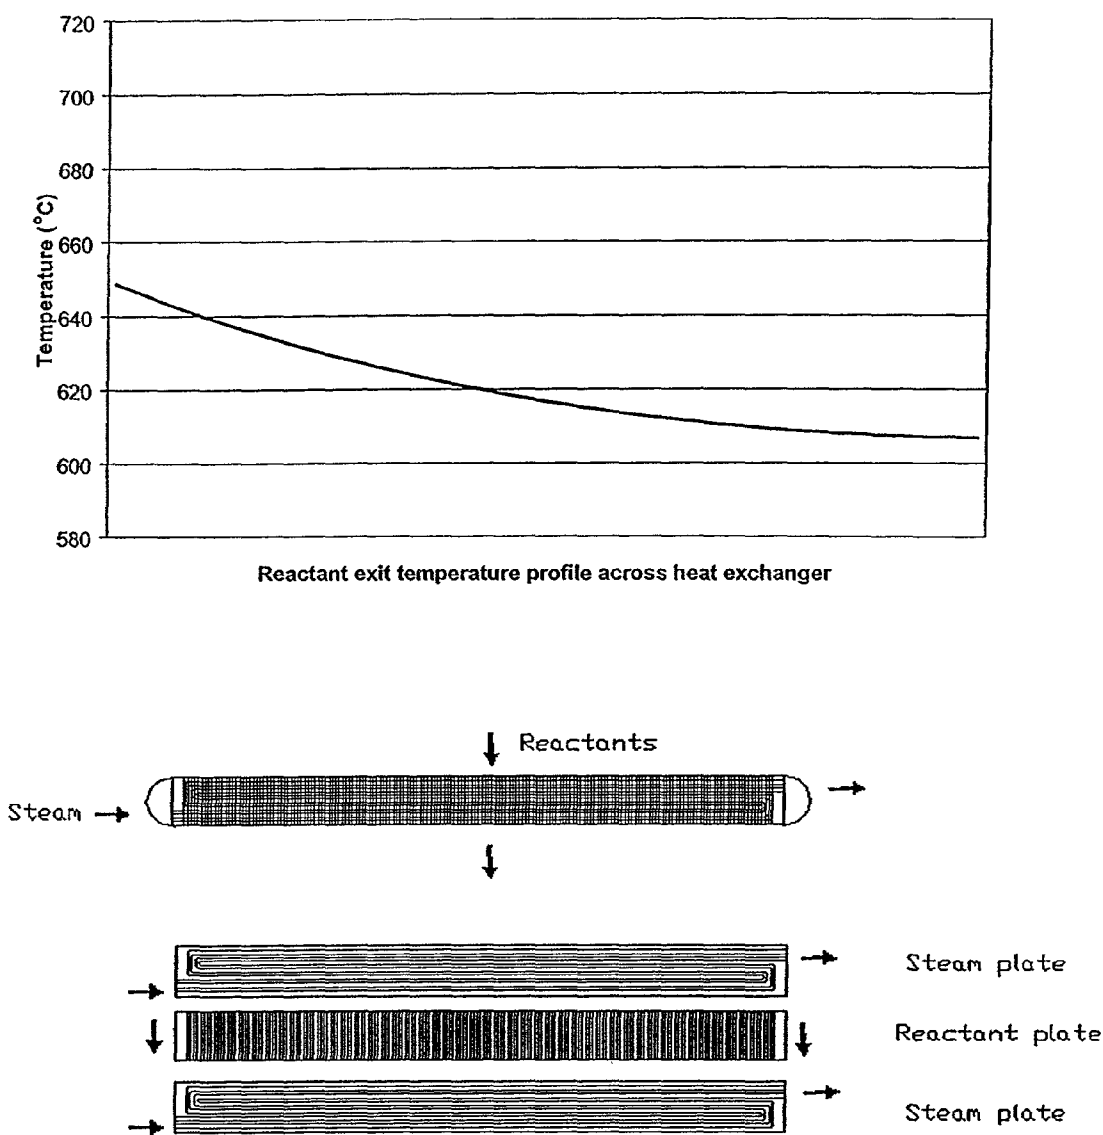 720
700
680
660
640
620
600
580
Temperature (°C)
Reactant exit temperature profile across heat exchanger
Reactants
Steam
Steam plate
Reactant plate
Steam plate